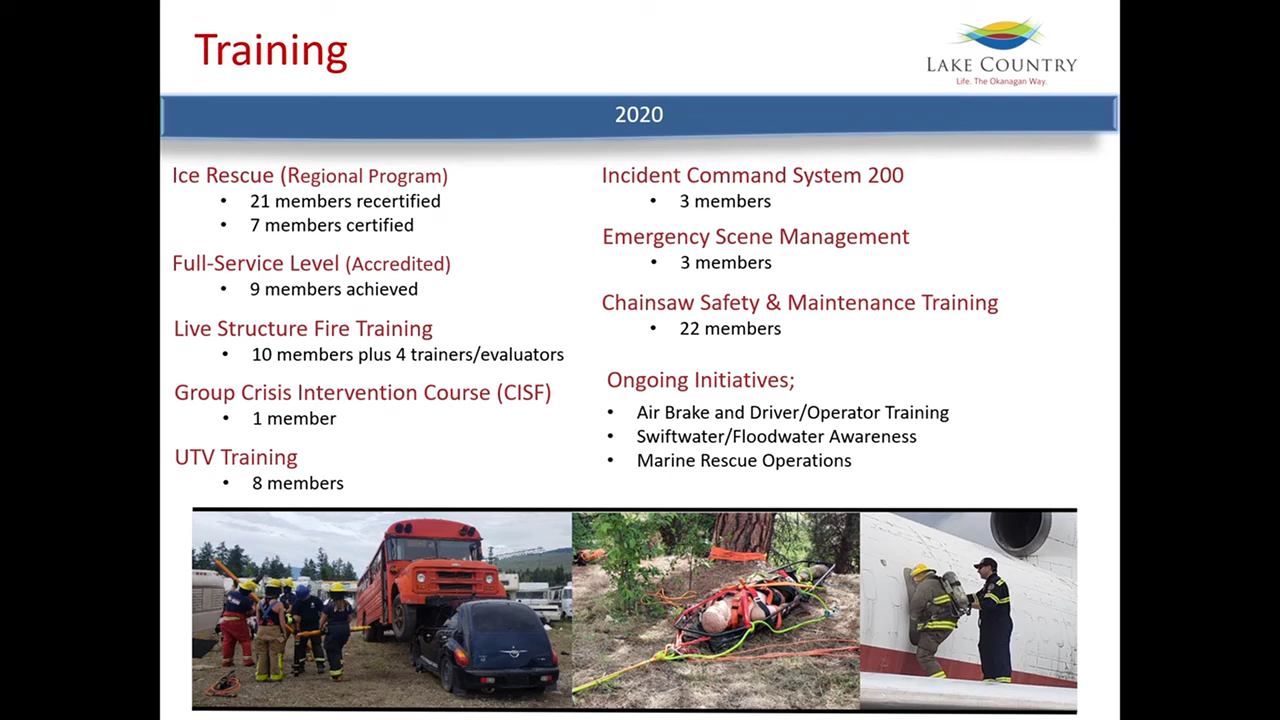 Training
LAKE COUNTRY
Life. The Okanagan Way.
2020
Ice Rescue (Regional Program)
• 21 members recertified
• 7 members certified
Full-Service Level (Accredited)
• 9 members achieved
Live Structure Fire Training
• 10 members plus 4 trainers/evaluators
Group Crisis Intervention Course (CISF)
• 1 member
UTV Training
• 8 members
Incident Command System 200
• 3 members
Emergency Scene Management
• 3 members
Chainsaw Safety & Maintenance Training
• 22 members
Ongoing Initiatives;
• Air Brake and Driver/Operator Training
• Swiftwater/Floodwater Awareness
• Marine Rescue Operations